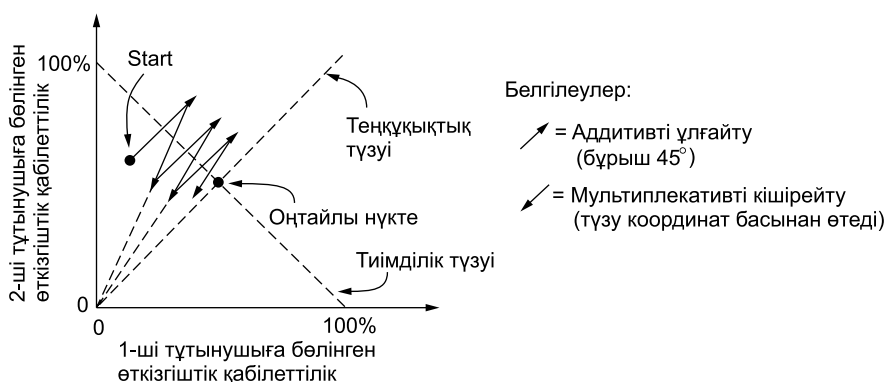 2-ші тұтынушыға бөлінген
өткізгіштік қабілеттілік
100%
Start
Теңқұқықтық
түзуі
Оңтайлы нүкте
Тиімділік түзуі
0
0
100%
1-ші тұтынушыға бөлінген
өткізгіштік қабілеттілік
Белгілеулер:
= Аддитивті ұлғайту
(бұрыш 45°)
= Мультиплекативті кішірейту
(түзу координат басынан өтеді)